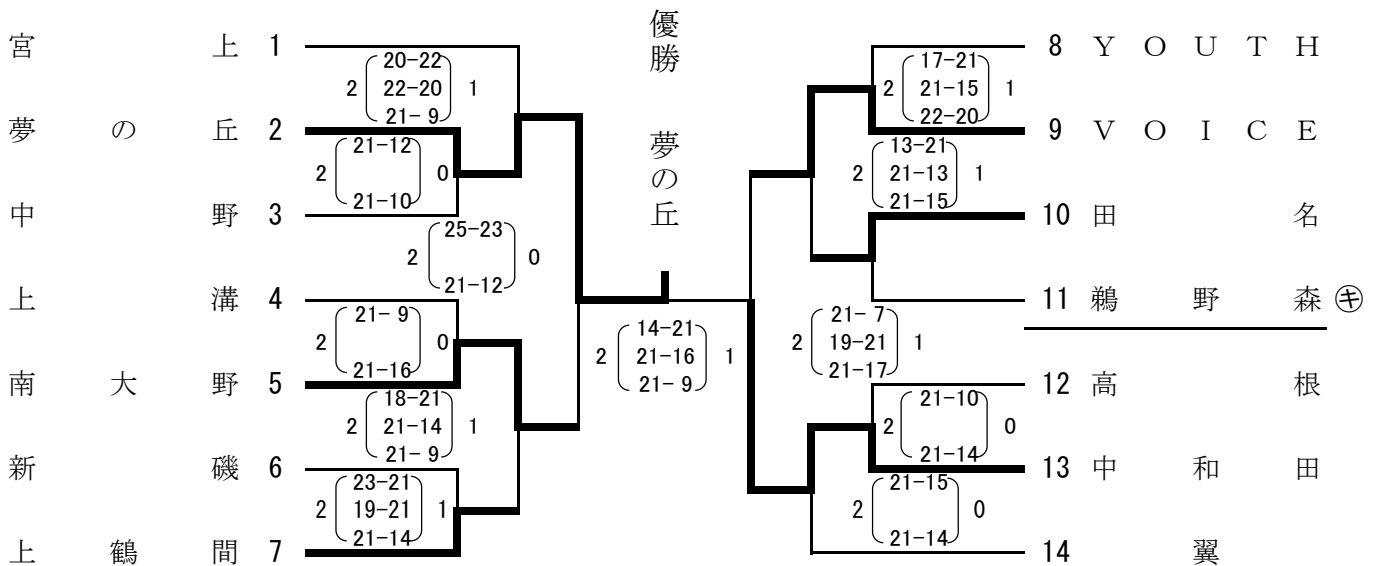 優勝 夢の丘
宮上 1
20-22
2 22-20 1
21- 9
夢の丘 2
21-12
2 0
21-10
中野 3
25-23
2 0
21-12
上溝 4
21- 9
2 0
21-16
南大野 5
18-21
2 21-14 1
21- 9
新磯 6
23-21
2 19-21 1
21-14
上鶴間 7
14-21
2 21-16 1
21- 9
8 ＹＯＵＴＨ
17-21
2 21-15 1
22-20
9 ＶＯＩＣＥ
13-21
2 21-13 1
21-15
10 田名
11 鵜野森 ㋖
21- 7
2 19-21 1
21-17
12 高根
21-10
2 0
21-14
13 中和田
21-15
2 0
21-14
14 翼